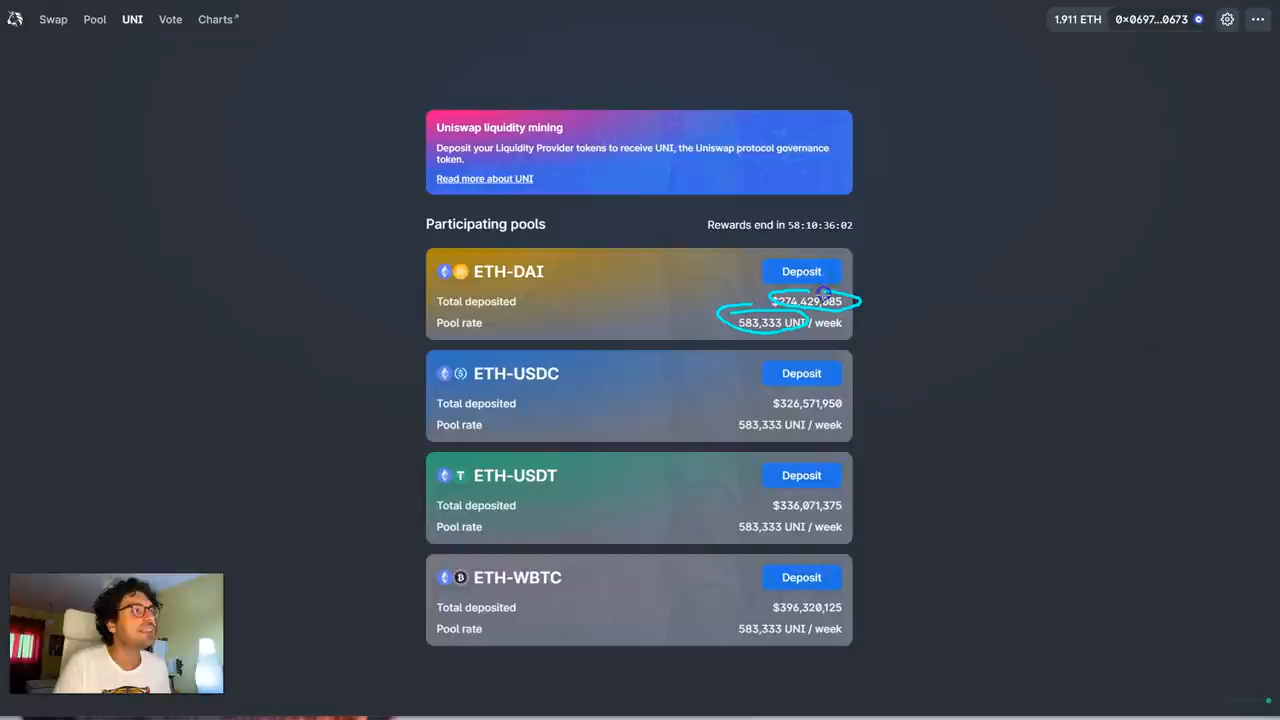 Swap Pool UNI Vote Charts↗ 1.911 ETH 0×0697...0673
Uniswap liquidity mining
Deposit your Liquidity Provider tokens to receive UNI, the Uniswap protocol governance
token.
Read more about UNI
Participating pools Rewards end in 58:10:36:02
ETH-DAI Deposit
Total deposited
Pool rate 583,333 UNI / week
ETH-USDC Deposit
Total deposited $326,571,950
Pool rate 583,333 UNI / week
ETH-USDT Deposit
Total deposited $336,071,375
Pool rate 583,333 UNI / week
ETH-WBTC Deposit
Total deposited $396,320,125
Pool rate 583,333 UNI / week